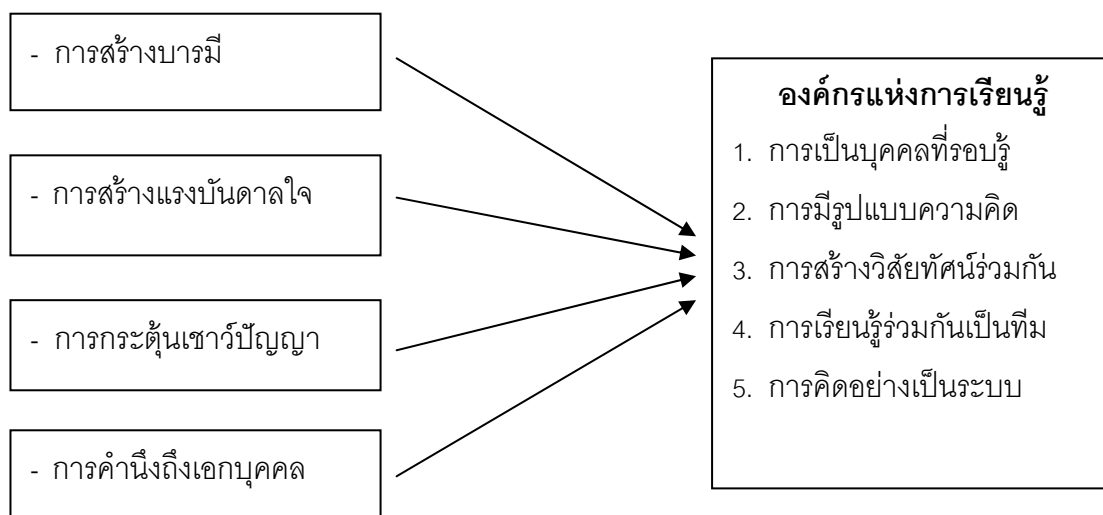 - การสร้างบารมี
- การสร้างแรงบันดาลใจ
- การกระตุ้นเชาว์ปัญญา
- การคำนึงถึงเอกบุคคล
องค์กรแห่งการเรียนรู้
1. การเป็นบุคคลที่รอบรู้
2. การมีรูปแบบความคิด
3. การสร้างวิสัยทัศน์ร่วมกัน
4. การเรียนรู้ร่วมกันเป็นทีม
5. การคิดอย่างเป็นระบบ